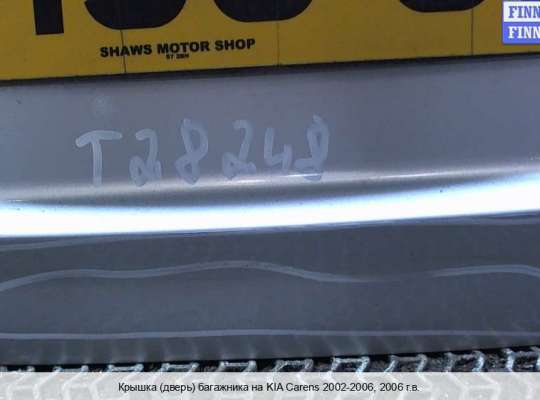 FINN
FINN
SHAWS MOTOR SHOP
T28248
Крышка (дверь) багажника на KIA Carens 2002-2006, 2006 г.в.